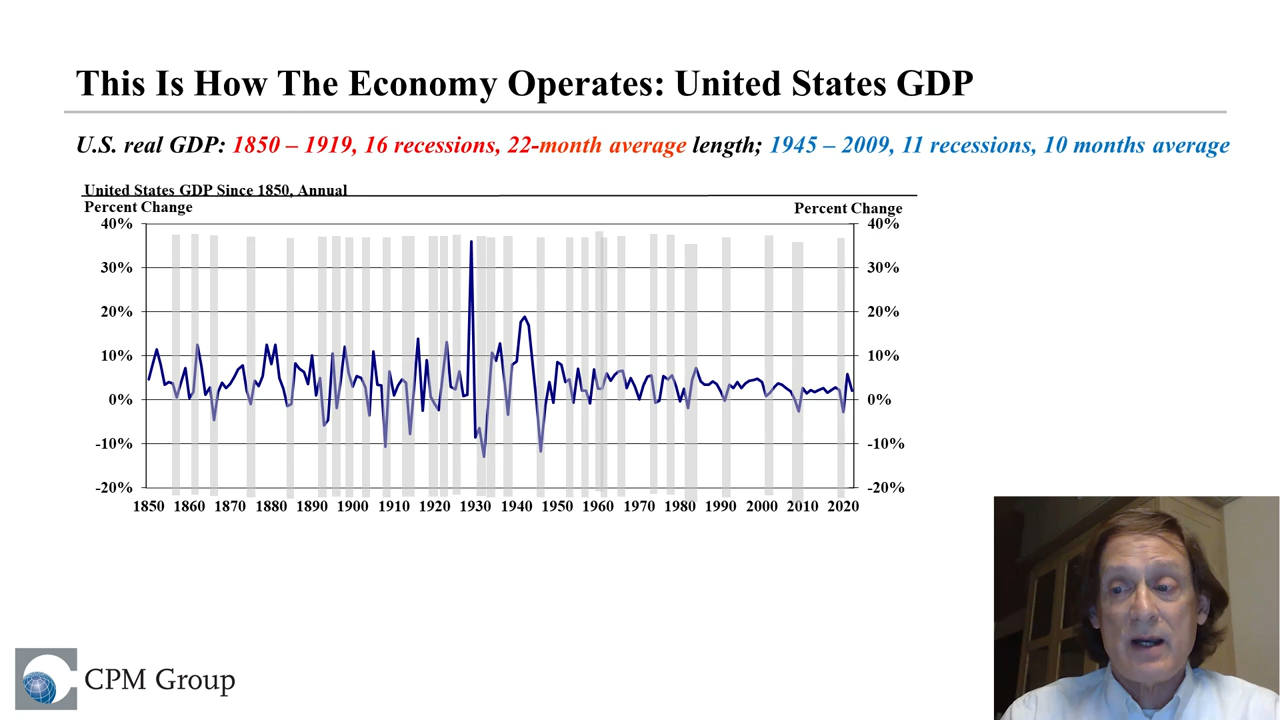 This Is How The Economy Operates: United States GDP
U.S. real GDP: 1850 – 1919, 16 recessions, 22-month average length; 1945 – 2009, 11 recessions, 10 months average
United States GDP Since 1850, Annual
Percent Change Percent Change
40% 40%
30% 30%
20% 20%
10% 10%
0% 0%
-10% -10%
-20% -20%
1850 1860 1870 1880 1890 1900 1910 1920 1930 1940 1950 1960 1970 1980 1990 2000 2010 2020
CPM Group